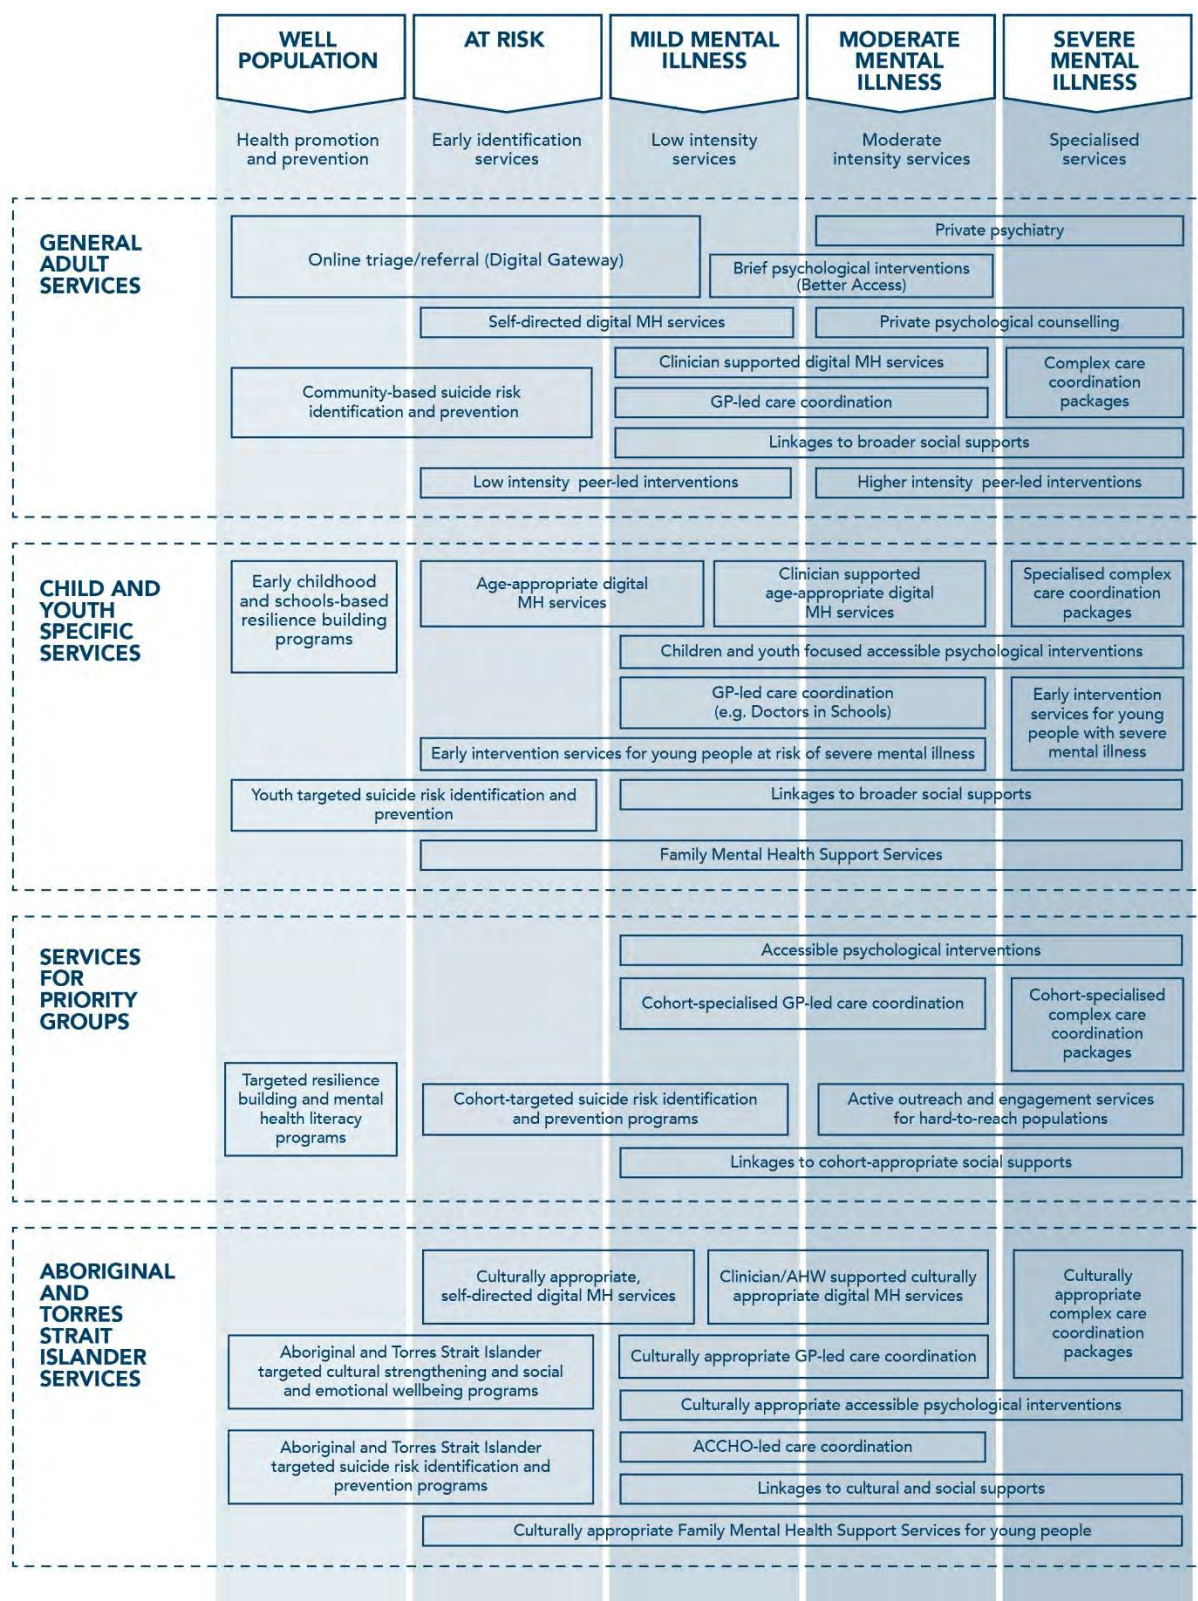 WELL
POPULATION
AT RISK
MILD MENTAL
ILLNESS
MODERATE
MENTAL
ILLNESS
SEVERE
MENTAL
ILLNESS
Health promotion
and prevention
Early identification
services
Low intensity
services
Moderate
intensity services
Specialised
services
GENERAL
ADULT
SERVICES
Online triage/referral (Digital Gateway)
Private psychiatry
Brief psychological interventions
(Better Access)
Self-directed digital MH services
Private psychological counselling
Clinician supported digital MH services
Complex care
coordination
packages
Community-based suicide risk
identification and prevention
GP-led care coordination
Linkages to broader social supports
Low intensity peer-led interventions
Higher intensity peer-led interventions
CHILD AND
YOUTH
SPECIFIC
SERVICES
Early childhood
and schools-based
resilience building
programs
Age-appropriate digital
MH services
Clinician supported
age-appropriate digital
MH services
Specialised complex
care coordination
packages
Children and youth focused accessible psychological interventions
GP-led care coordination
(e.g. Doctors in Schools)
Early intervention
services for young
people with severe
mental illness
Early intervention services for young people at risk of severe mental illness
Youth targeted suicide risk identification and
prevention
Linkages to broader social supports
Family Mental Health Support Services
SERVICES
FOR
PRIORITY
GROUPS
Accessible psychological interventions
Cohort-specialised GP-led care coordination
Cohort-specialised
complex care
coordination
packages
Targeted resilience
building and mental
health literacy
programs
Cohort-targeted suicide risk identification
and prevention programs
Active outreach and engagement services
for hard-to-reach populations
Linkages to cohort-appropriate social supports
ABORIGINAL
AND
TORRES
STRAIT
ISLANDER
SERVICES
Culturally appropriate,
self-directed digital MH services
Clinician/AHW supported culturally
appropriate digital MH services
Culturally
appropriate
complex care
coordination
packages
Aboriginal and Torres Strait Islander
targeted cultural strengthening and social
and emotional wellbeing programs
Culturally appropriate GP-led care coordination
Culturally appropriate accessible psychological interventions
Aboriginal and Torres Strait Islander
targeted suicide risk identification and
prevention programs
ACCHO-led care coordination
Linkages to cultural and social supports
Culturally appropriate Family Mental Health Support Services for young people